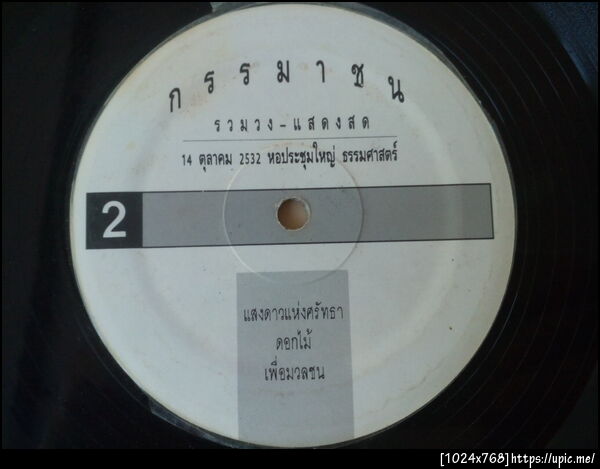 กรรมาชน
รวมวง-แสดงสด
14 ตุลาคม 2532 หอประชุมใหญ่ ธรรมศาสตร์
2
แสงดาวแห่งศรัทธา
ดอกไม้
เพื่อมวลชน
[1024x768]https://upic.me/